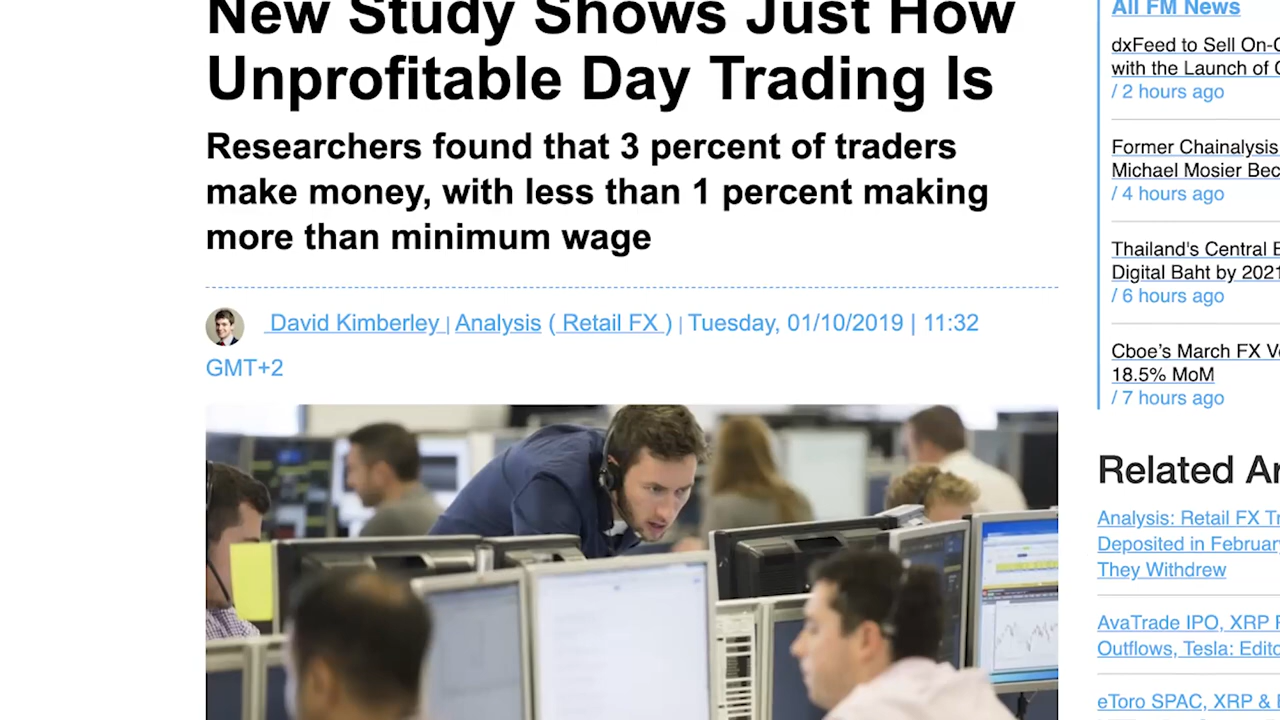 New Study Shows Just How
Unprofitable Day Trading Is
Researchers found that 3 percent of traders
make money, with less than 1 percent making
more than minimum wage
David Kimberley | Analysis ( Retail FX ) | Tuesday, 01/10/2019 | 11:32
GMT+2
All FM News
dxFeed to Sell On-
with the Launch of
/ 2 hours ago
Former Chainalysis
Michael Mosier Bec
/ 4 hours ago
Thailand's Central
Digital Baht by 2021
/ 6 hours ago
Cboe's March FX V
18.5% MoM
/ 7 hours ago
Related Ar
Analysis: Retail FX Tr
Deposited in February
They Withdrew
AvaTrade IPO, XRP
Outflows, Tesla: Edito
eToro SPAC, XRP &